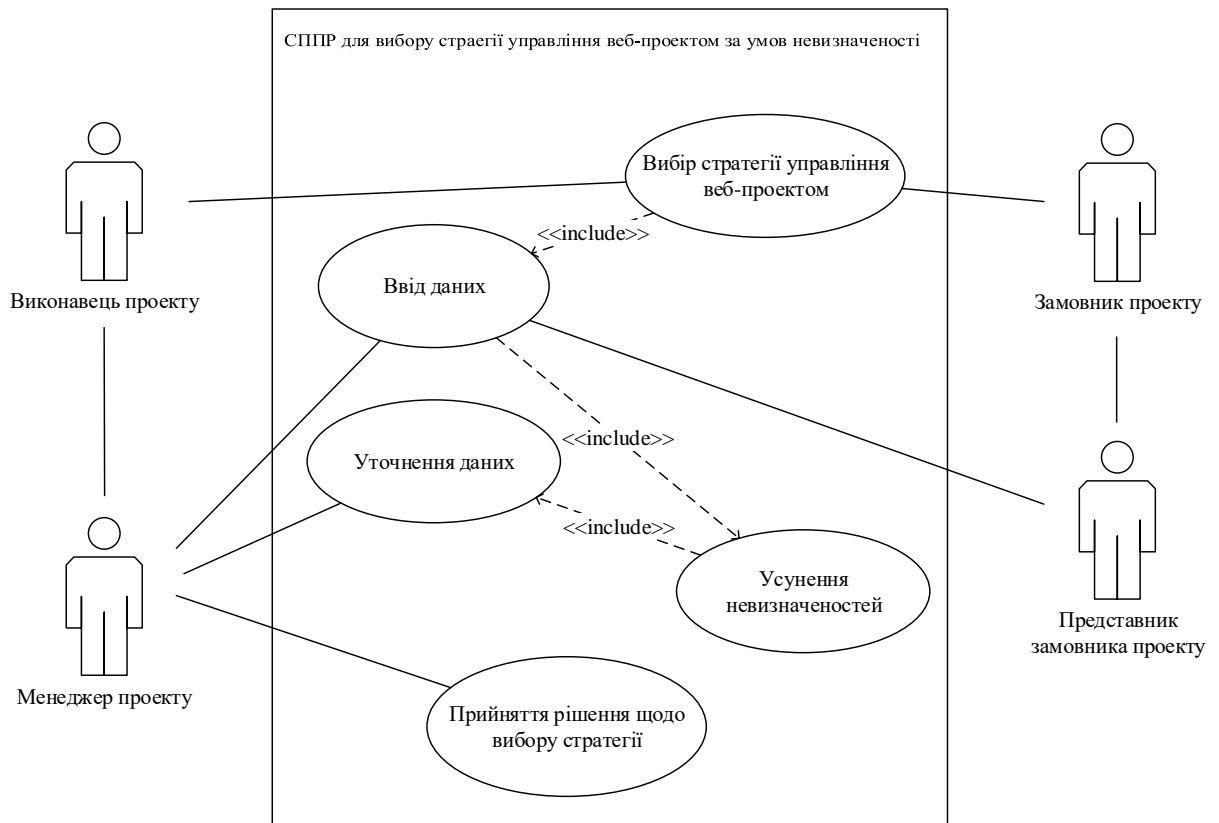 СППР для вибору страегії управління веб-проектом за умов невизначеності
Вибір стратегії управління
веб-проектом
<<include>>
Ввід даних
Виконавець проекту
Замовник проекту
<<include>>
Уточнення даних
<<include>>
Усунення
невизначеностей
Представник
замовника проекту
Менеджер проекту
Прийняття рішення щодо
вибору стратегії